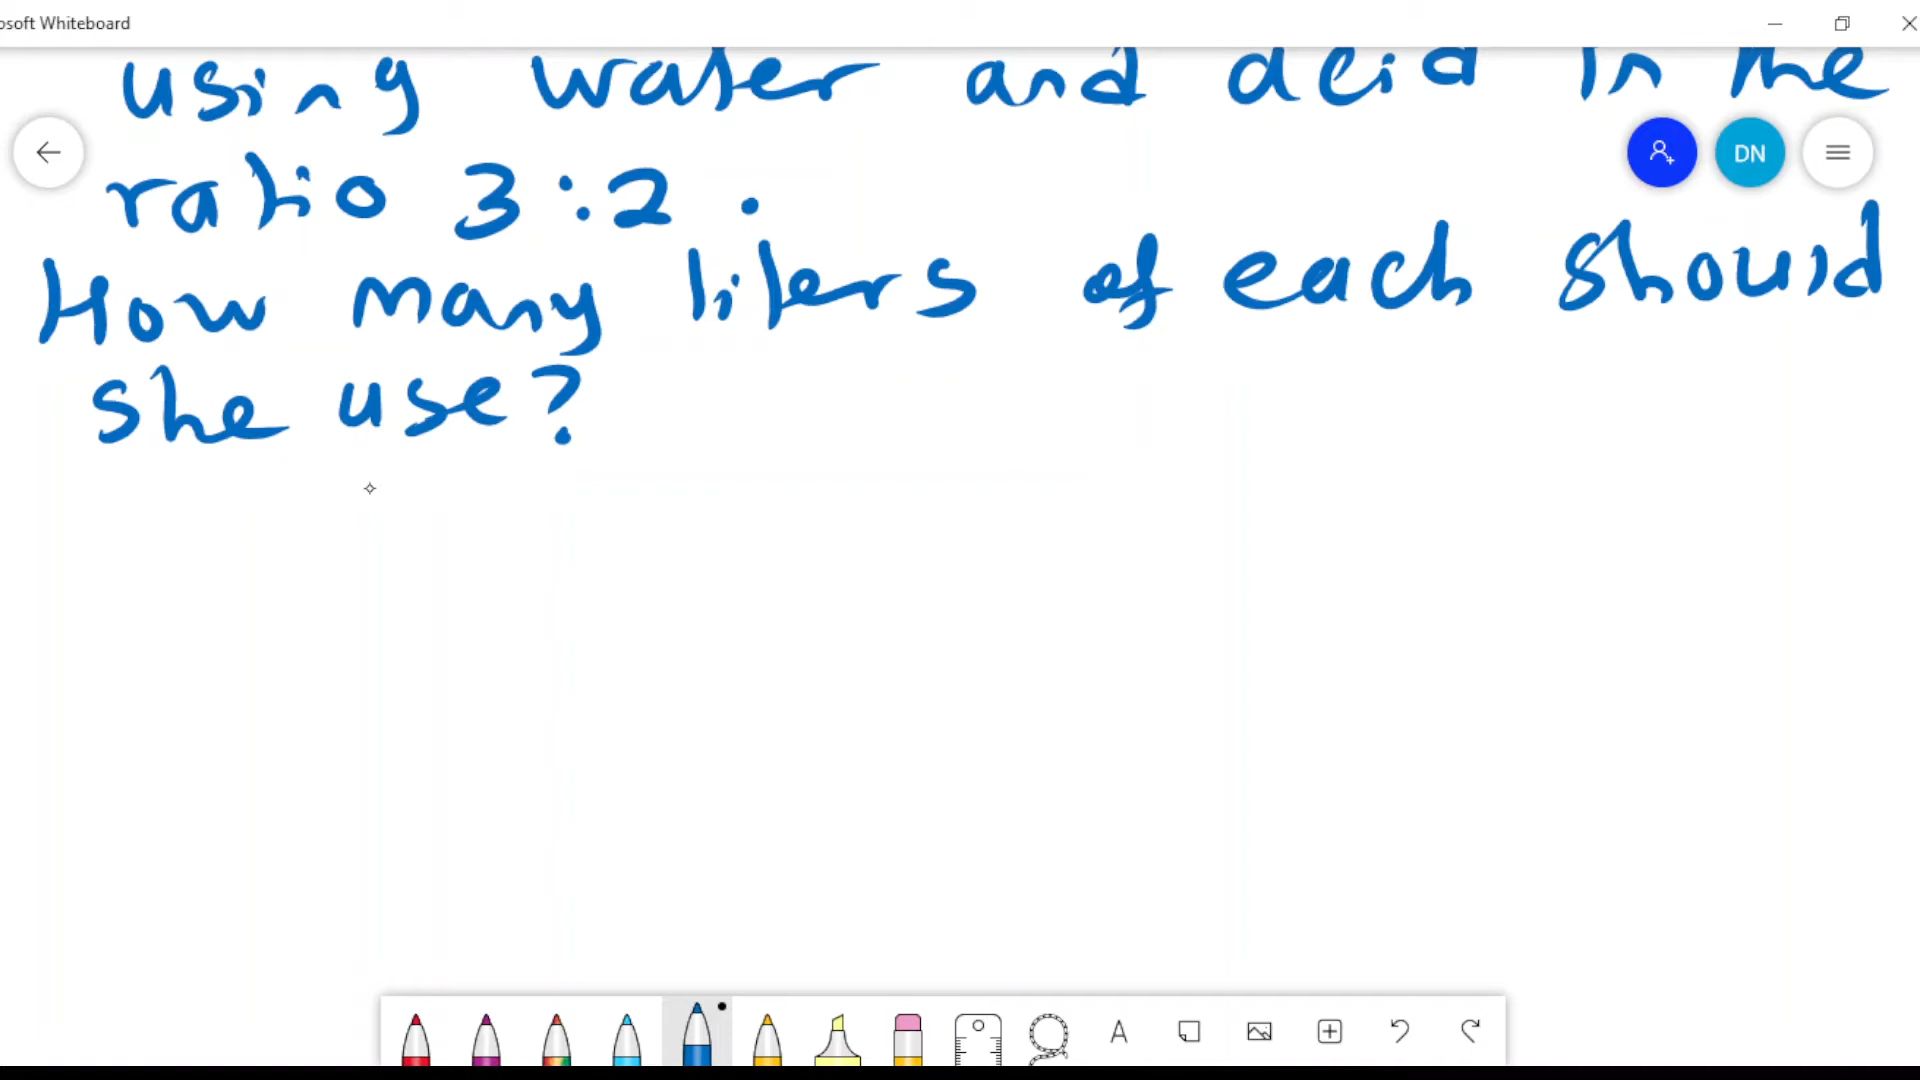 osoft Whiteboard
using water and acid in the
ratio 3:2.
DN
How many liters of each should
she use?
A